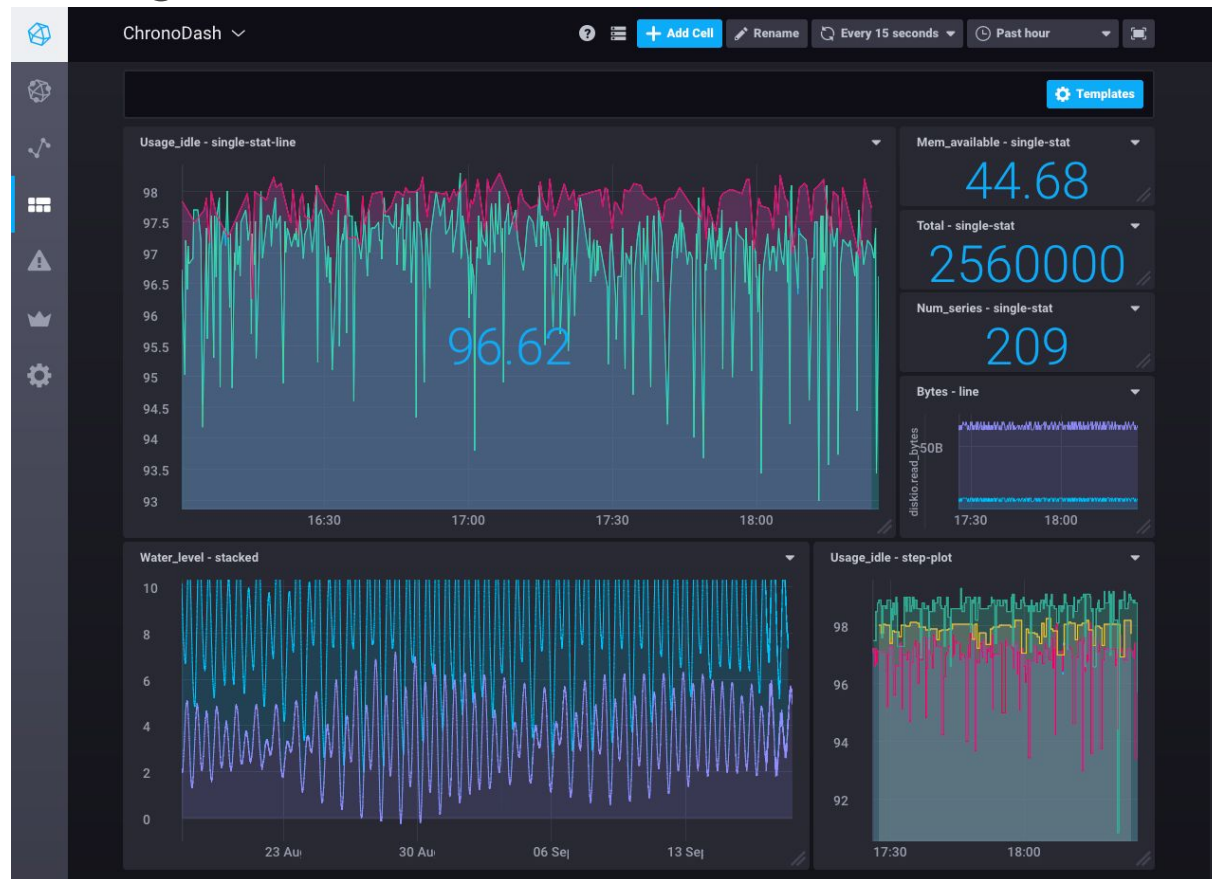 ChronoDash
? Add Cell Rename Every 15 seconds Past hour
Templates
Usage_idle - single-stat-line
98
97.5
97
96.5
96
95.5
95
94.5
94
93.5
93
96.62
16:30 17:00 17:30 18:00
Mem_available - single-stat
44.68
Total - single-stat
2560000
Num_series - single-stat
209
Bytes - line
diskio.read_bytes
50B
17:30 18:00
Water_level - stacked
10
8
6
4
2
0
23 Au 30 Au 06 Se 13 Se
Usage_idle - step-plot
98
96
94
92
17:30 18:00